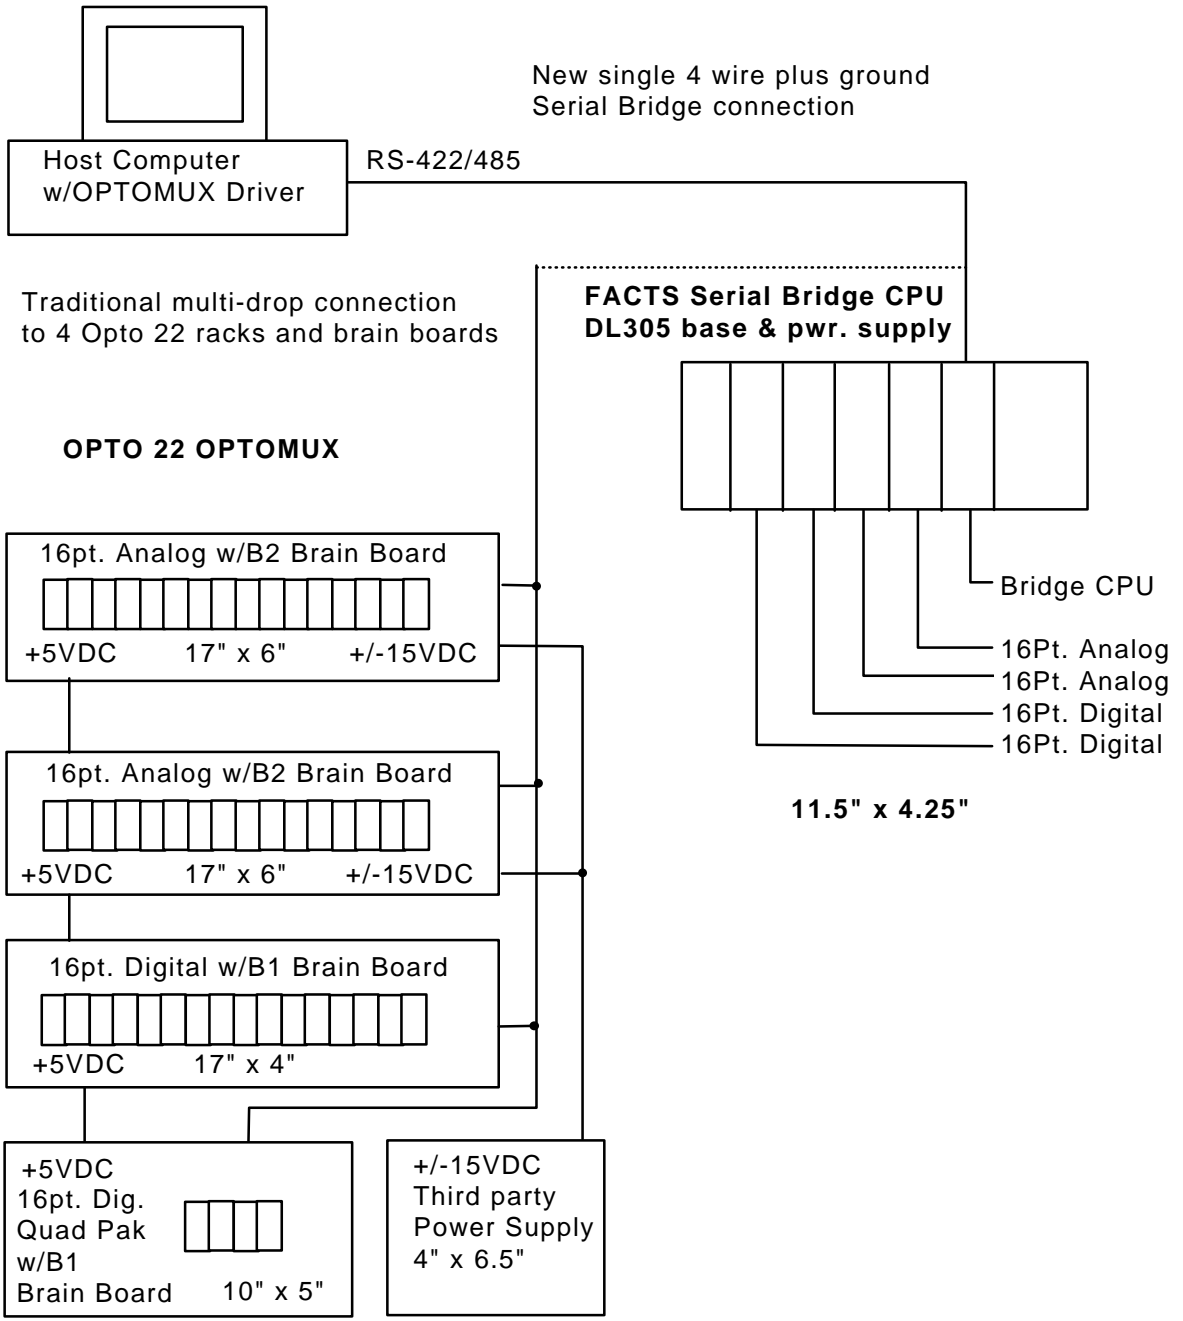 New single 4 wire plus ground
Serial Bridge connection
Host Computer
w/OPTOMUX Driver
RS-422/485
Traditional multi-drop connection
to 4 Opto 22 racks and brain boards
FACTS Serial Bridge CPU
DL305 base & pwr. supply
OPTO 22 OPTOMUX
16pt. Analog w/B2 Brain Board
+5VDC 17" x 6" +/-15VDC
Bridge CPU
16Pt. Analog
16Pt. Analog
16Pt. Digital
16Pt. Digital
11.5" x 4.25"
16pt. Analog w/B2 Brain Board
+5VDC 17" x 6" +/-15VDC
16pt. Digital w/B1 Brain Board
+5VDC 17" x 4"
+5VDC
16pt. Dig.
Quad Pak
w/B1
Brain Board 10" x 5"
+/-15VDC
Third party
Power Supply
4" x 6.5"